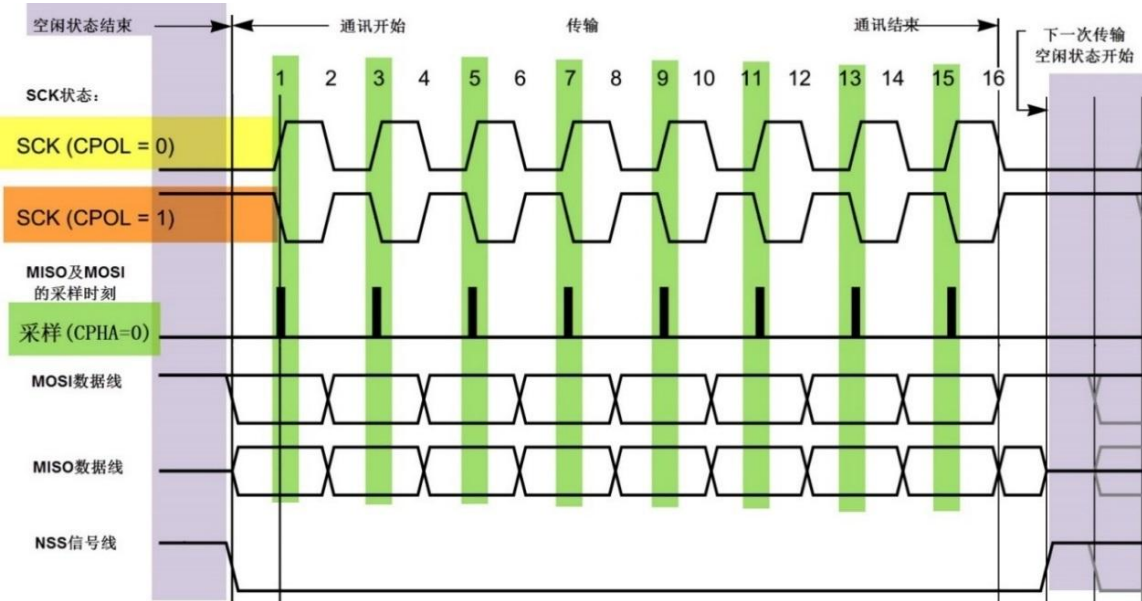 空闲状态结束
通讯开始
传输
通讯结束
下一次传输
空闲状态开始
1 2 3 4 5 6 7 8 9 10 11 12 13 14 15 16
SCK状态：
SCK (CPOL = 0)
SCK (CPOL = 1)
MISO及MOSI
的采样时刻
采样(CPHA=0)
MOSI数据线
MISO数据线
NSS信号线